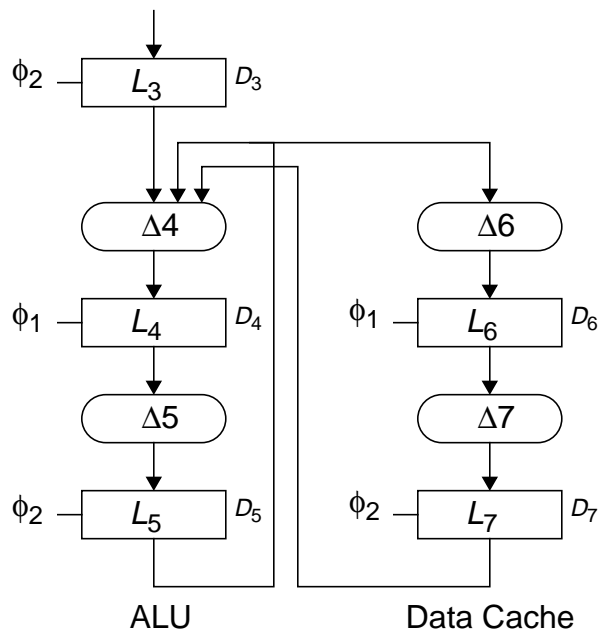 ϕ2 L3 D3
Δ4 Δ6
ϕ1 L4 D4 ϕ1 L6 D6
Δ5 Δ7
ϕ2 L5 D5 ϕ2 L7 D7
ALU Data Cache